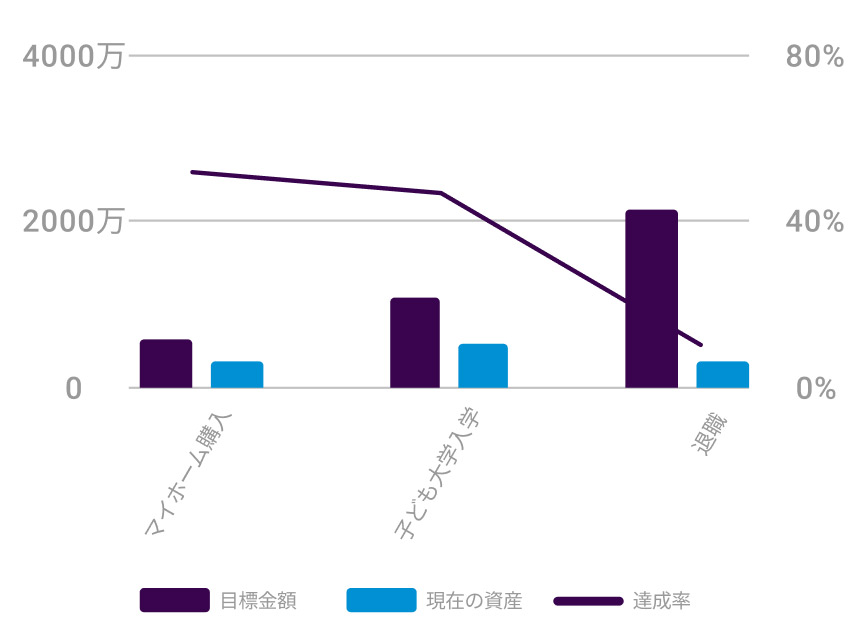 4000万
80%
2000万
40%
0
0%
マイホーム購入
子ども大学入学
退職
目標金額
現在の資産
達成率